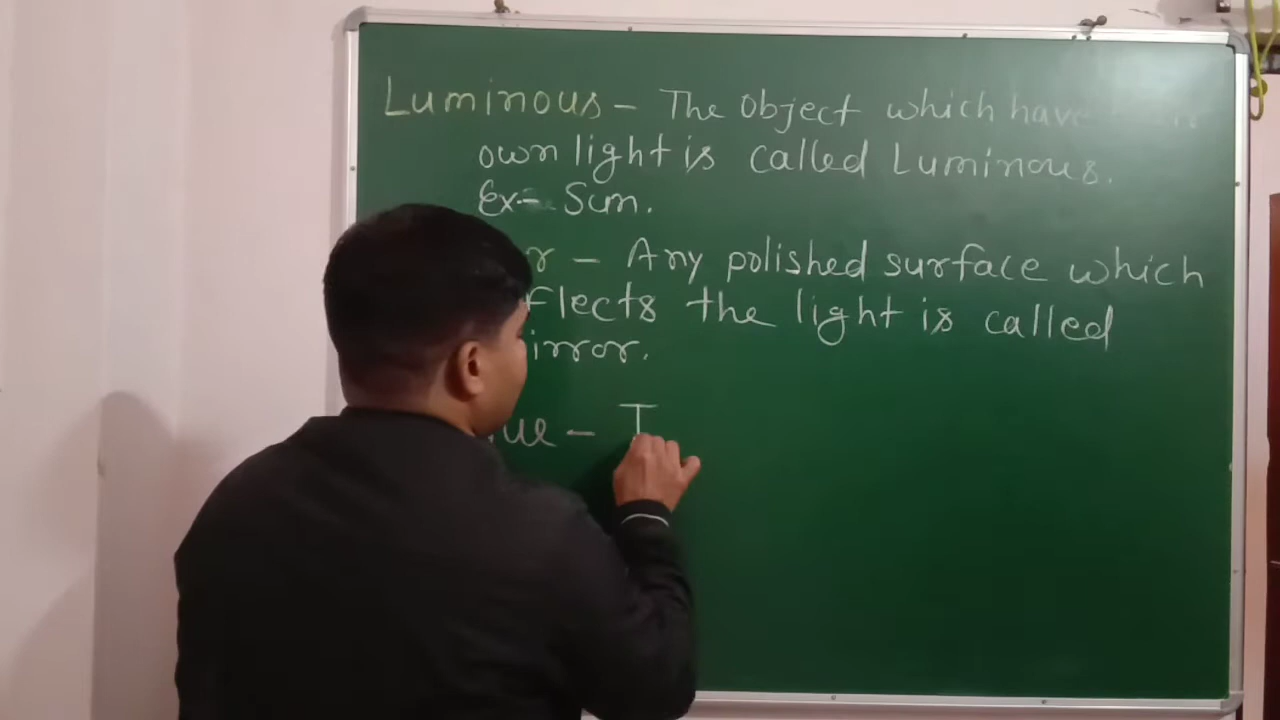 Luminous - The Object which have
own light is called Luminous.
Ex- Sun.
r - Any polished surface which
flects the light is called
irror.
ue - T